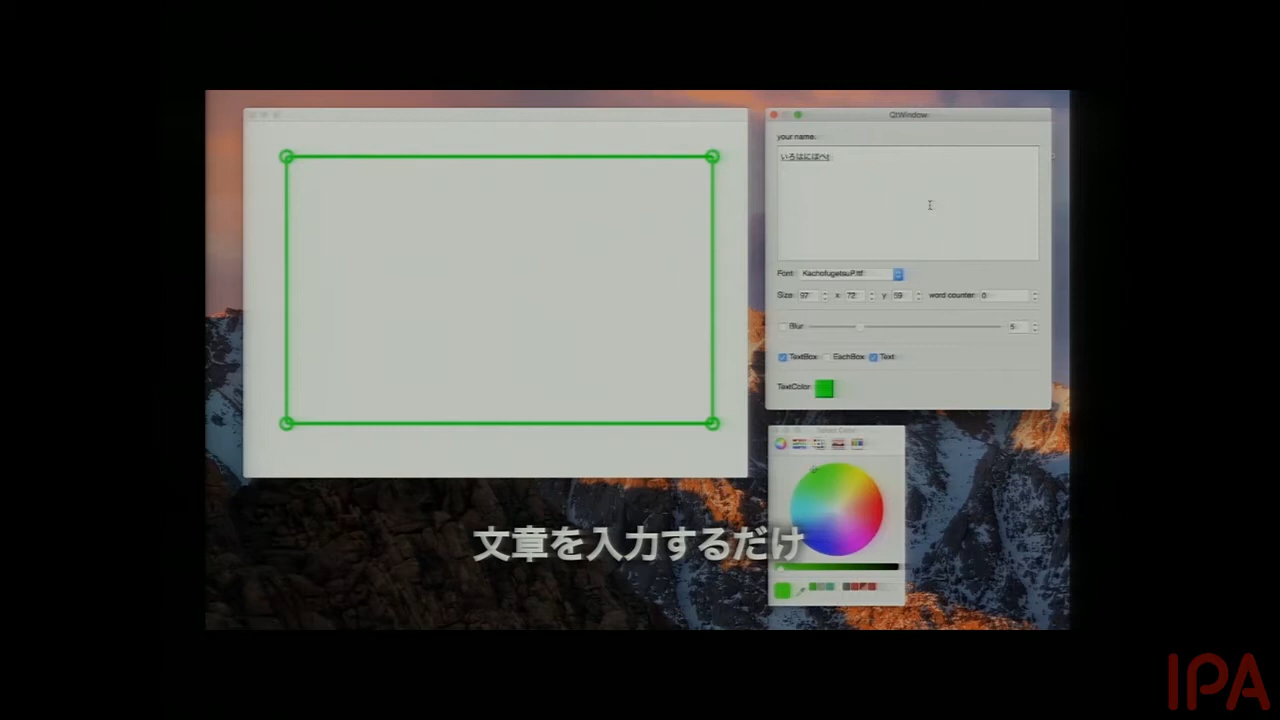 QtWindow
your name:
いろはにほへt
Font: KachofugetsuP.ttf
Size: 97 x: 72 y: 59 word counter: 0
Blur 5
TextBox EachBox Text
TextColor:
文章を入力するだけ
IPA